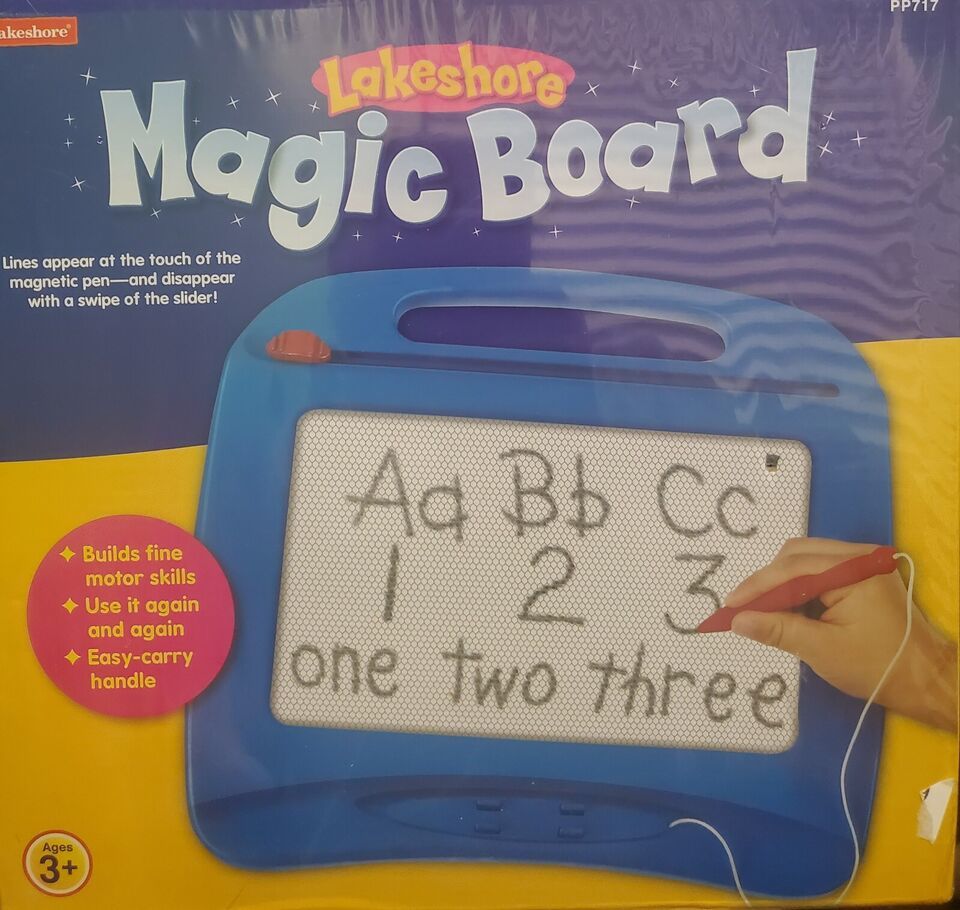 Lakeshore®
PP717
Lakeshore
Magic Board
Lines appear at the touch of the
magnetic pen—and disappear
with a swipe of the slider!
Aa Bb Cc
1 2 3
one two three
Builds fine
motor skills
Use it again
and again
Easy-carry
handle
Ages
3+